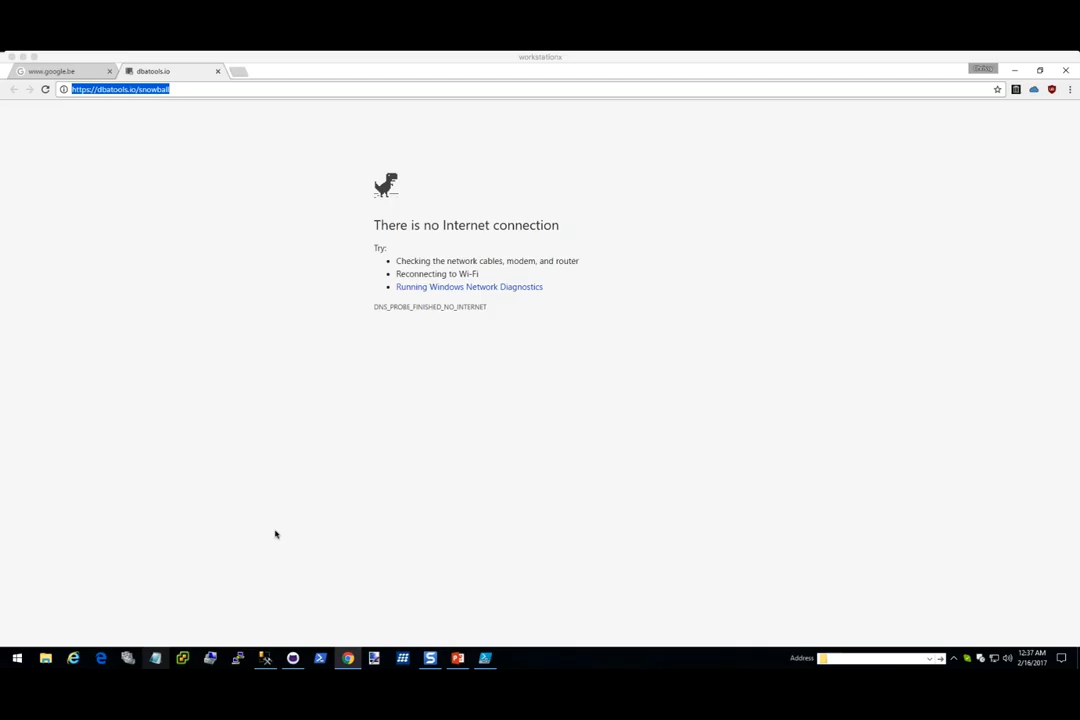 workstationx
www.google.be
dbatools.io
https://dbatools.io/snowball
There is no Internet connection
Try:
Checking the network cables, modem, and router
Reconnecting to Wi-Fi
Running Windows Network Diagnostics
DNS_PROBE_FINISHED_NO_INTERNET
Address
12:37 AM
2/16/2017